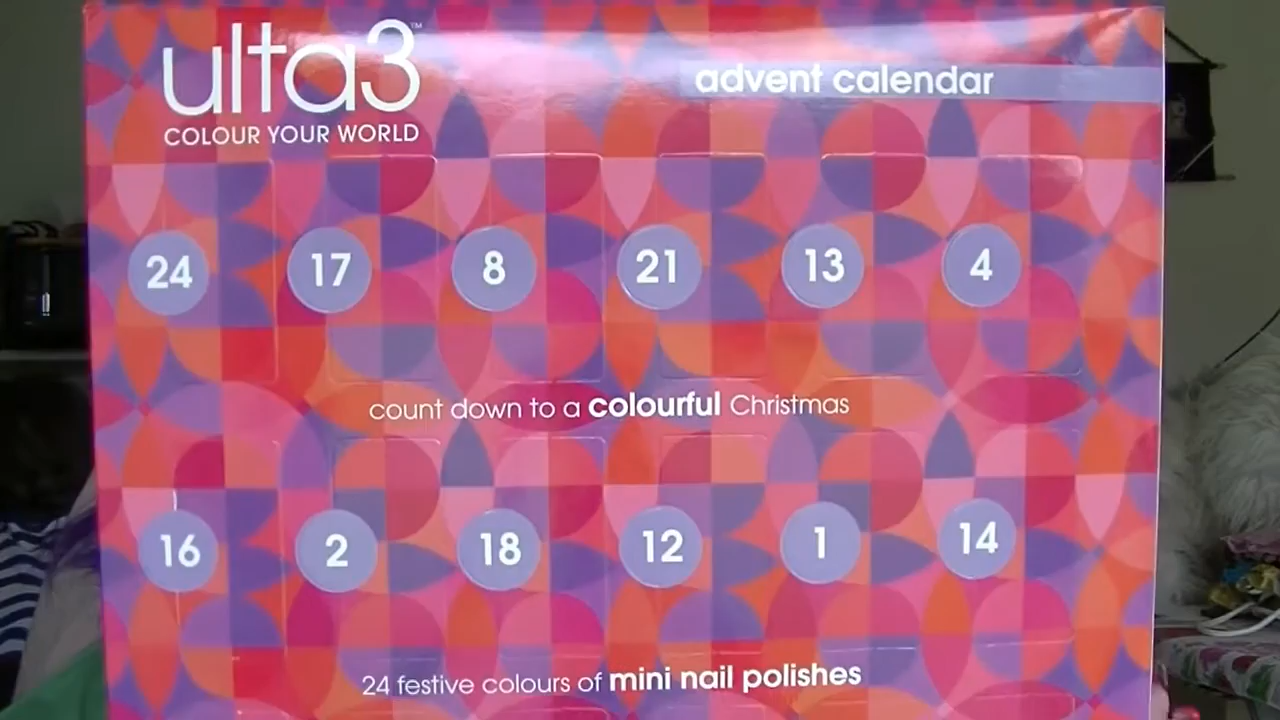 ulta3™
COLOUR YOUR WORLD
advent calendar
24 17 8 21 13 4
count down to a colourful Christmas
16 2 18 12 1 14
24 festive colours of mini nail polishes